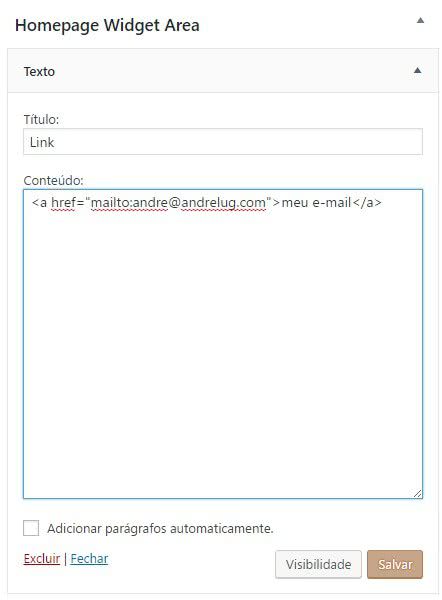 Homepage Widget Area
Texto
Título:
Link
Conteúdo:
<a href="mailto:andre@andrelug.com">meu e-mail</a>
Adicionar parágrafos automaticamente.
Excluir | Fechar
Visibilidade
Salvar